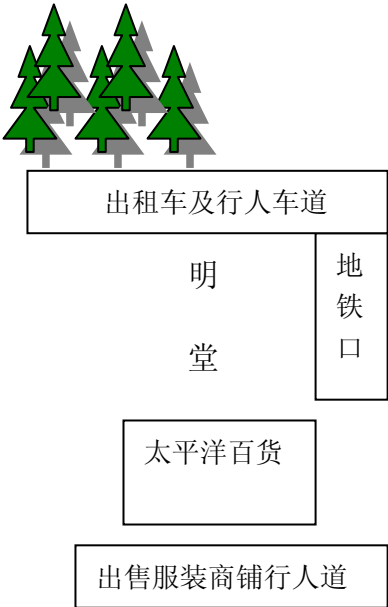 出租车及行人车道
明
堂
地
铁
口
太平洋百货
出售服装商铺行人道